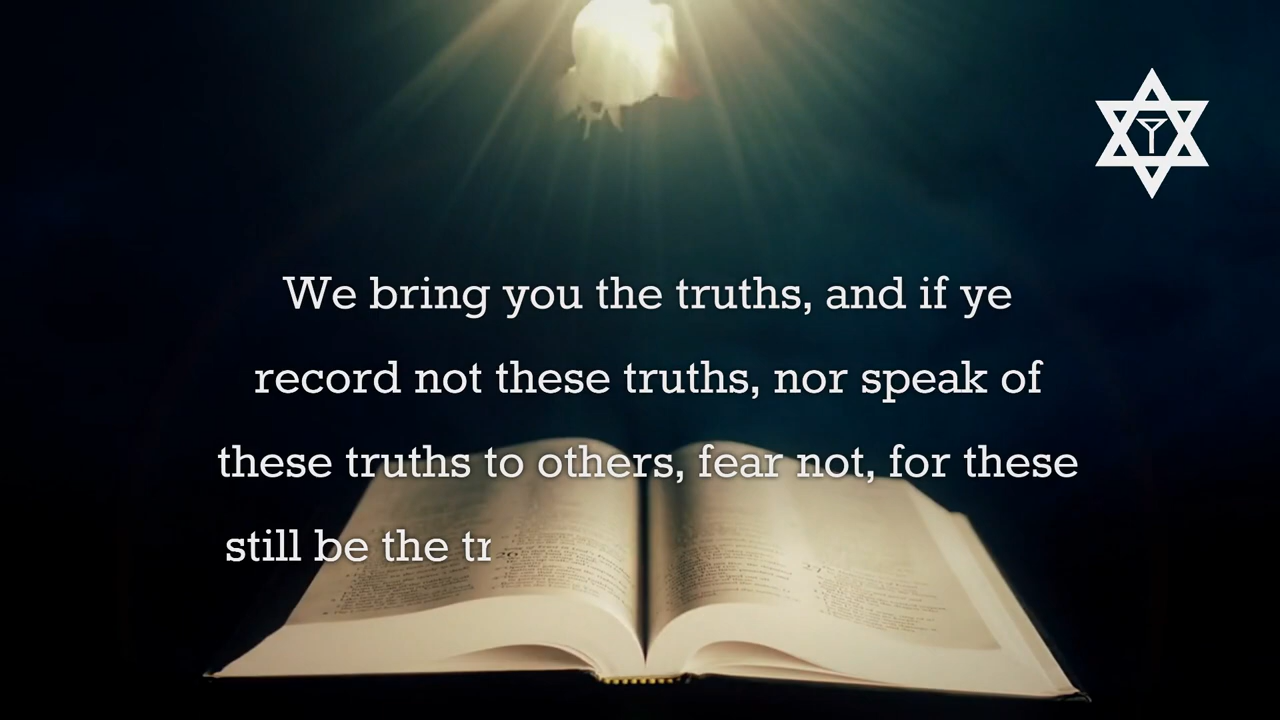 We bring you the truths, and if ye
record not these truths, nor speak of
these truths to others, fear not, for these
still be the tr